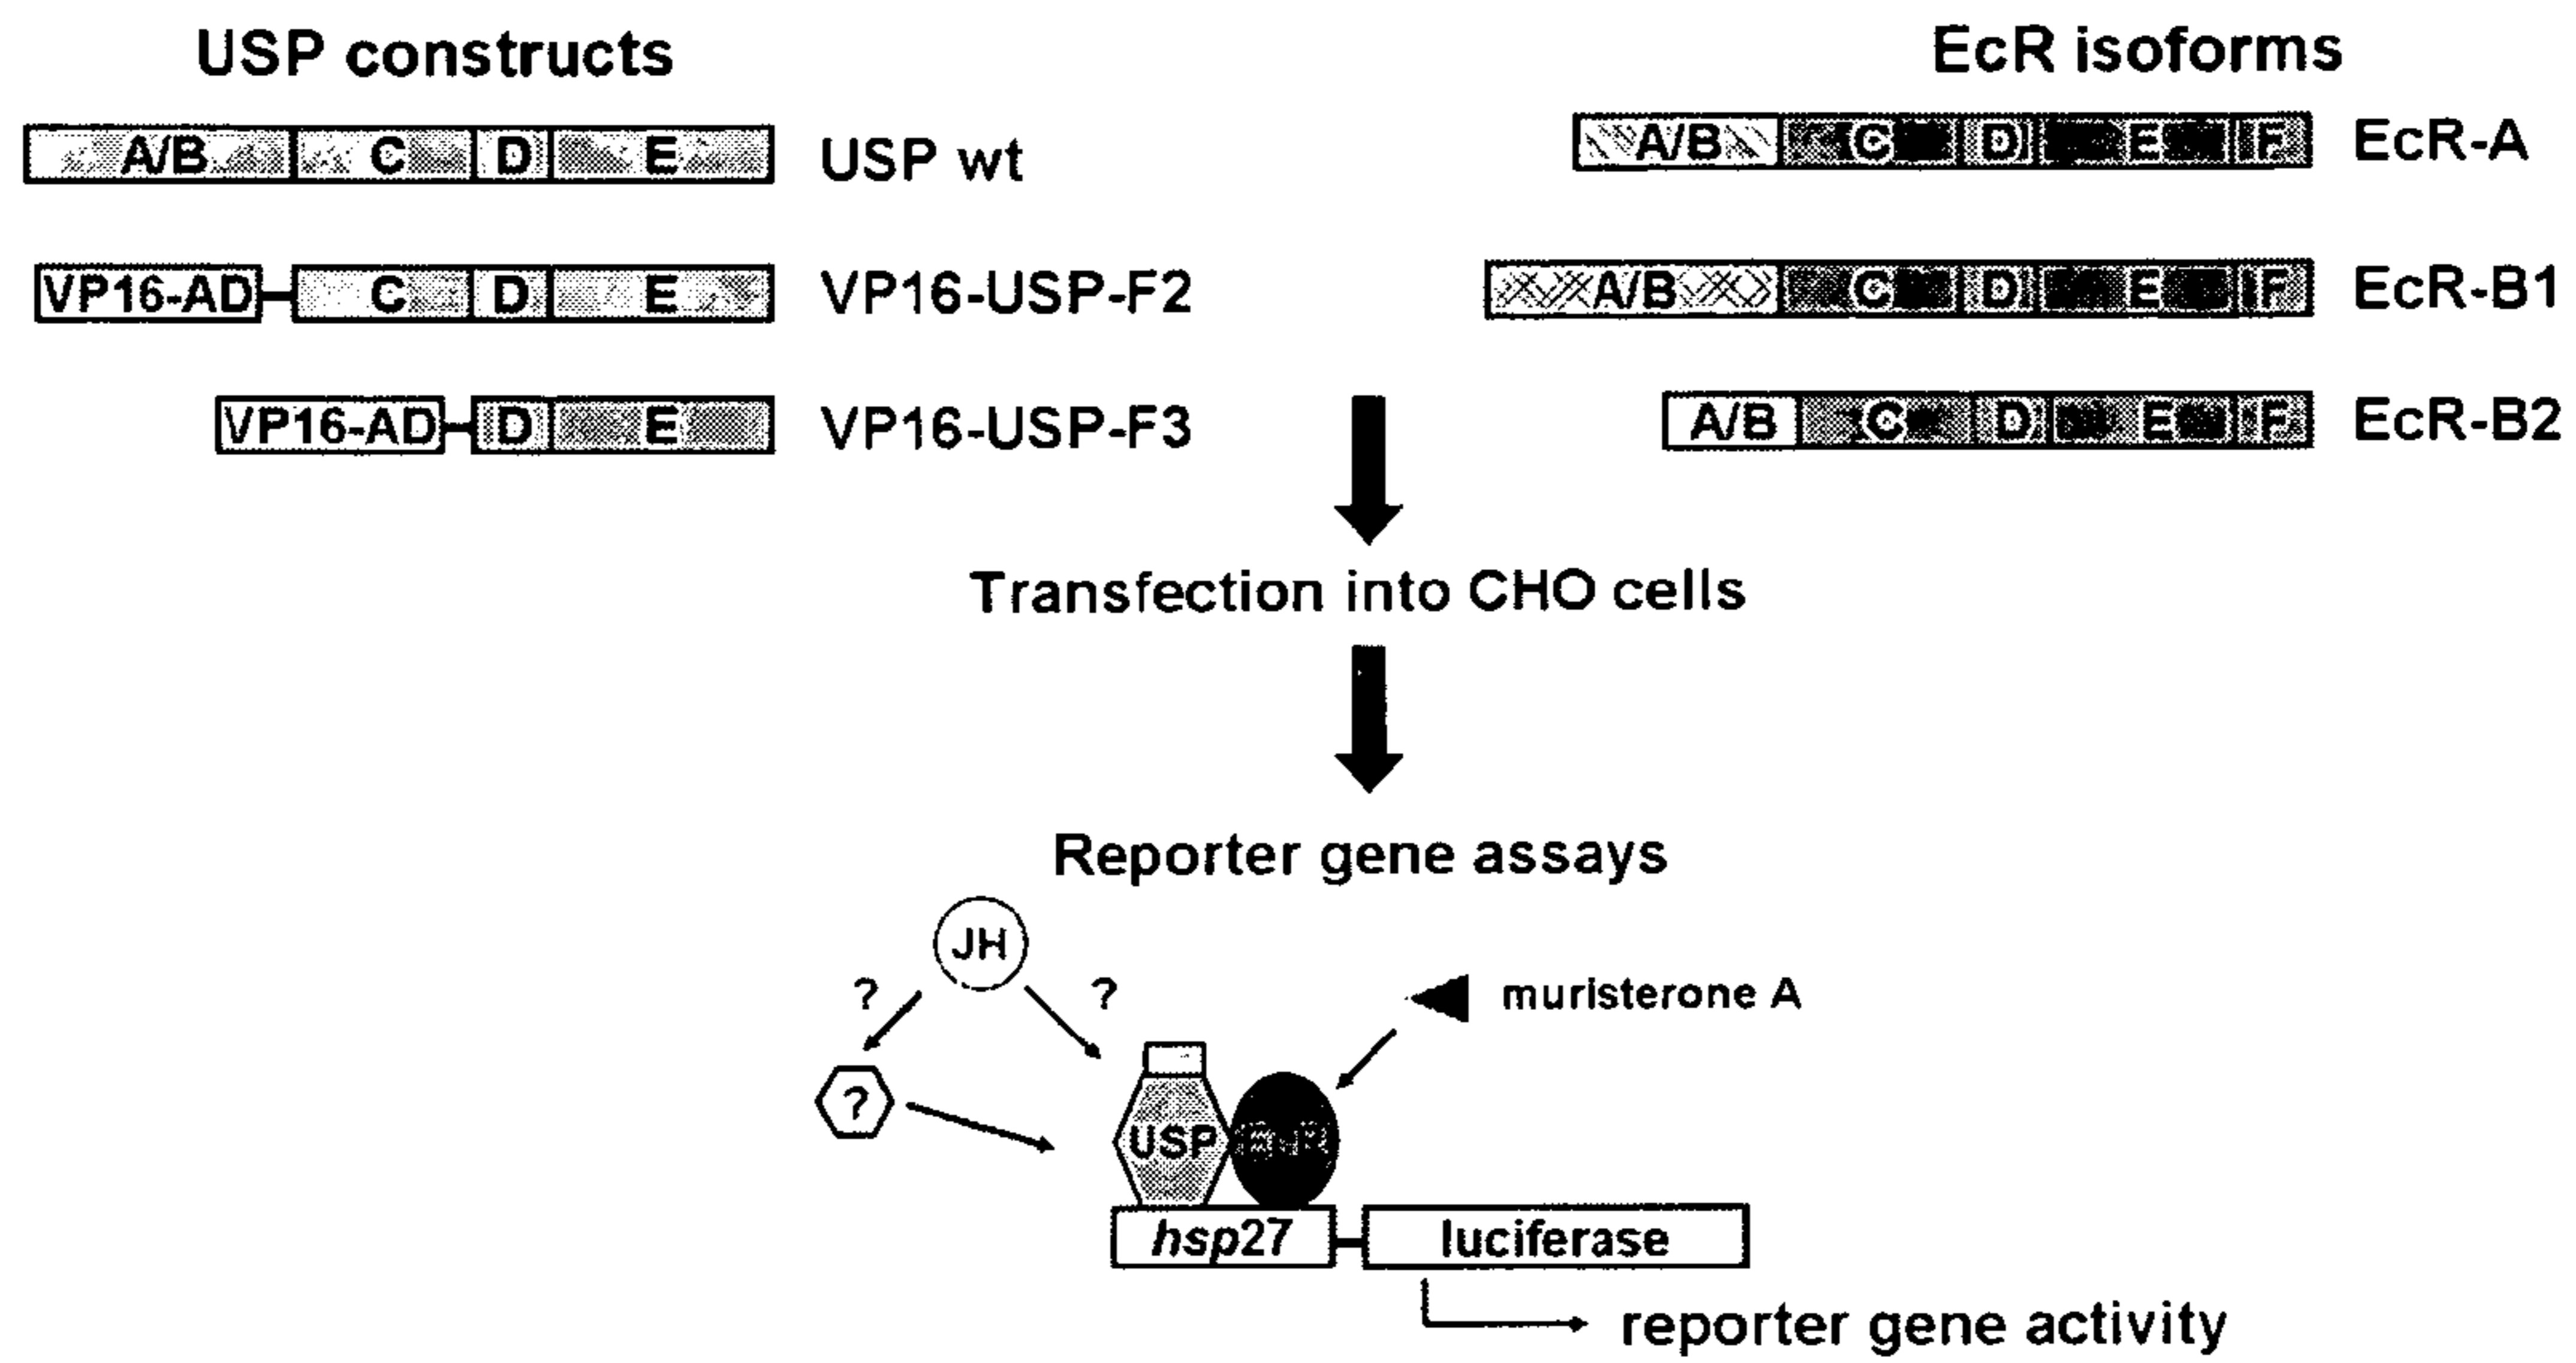 USP constructs
A/B C D E USP wt
VP16-AD C D E VP16-USP-F2
VP16-AD D E VP16-USP-F3
EcR isoforms
A/B C D E F EcR-A
A/B C D E F EcR-B1
A/B C D E F EcR-B2
Transfection into CHO cells
Reporter gene assays
JH
? ?
muristerone A
?
USP EcR
hsp27 luciferase
reporter gene activity